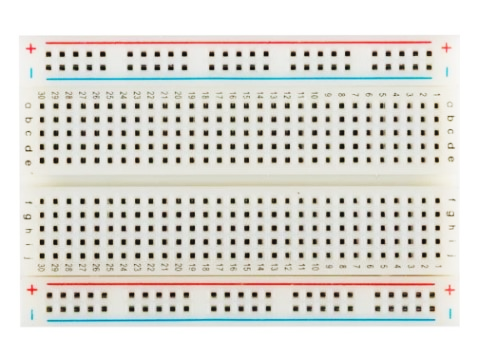 + +
- -
30 29 28 27 26 25 24 23 22 21 20 19 18 17 16 15 14 13 12 11 10 9 8 7 6 5 4 3 2 1
a a
b b
c c
d d
e e
f f
g g
h h
i i
j j
30 29 28 27 26 25 24 23 22 21 20 19 18 17 16 15 14 13 12 11 10 9 8 7 6 5 4 3 2 1
+ +
- -